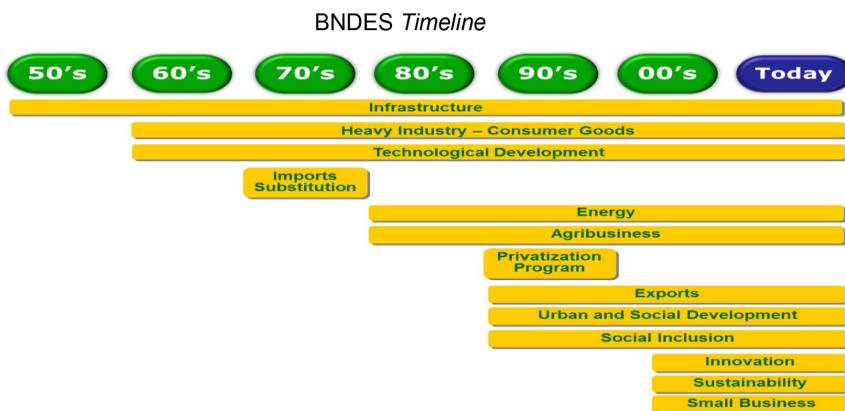 BNDES Timeline
50's 60's 70's 80's 90's 00's Today
Infrastructure
Heavy Industry – Consumer Goods
Technological Development
Imports
Substitution
Energy
Agribusiness
Privatization
Program
Exports
Urban and Social Development
Social Inclusion
Innovation
Sustainability
Small Business